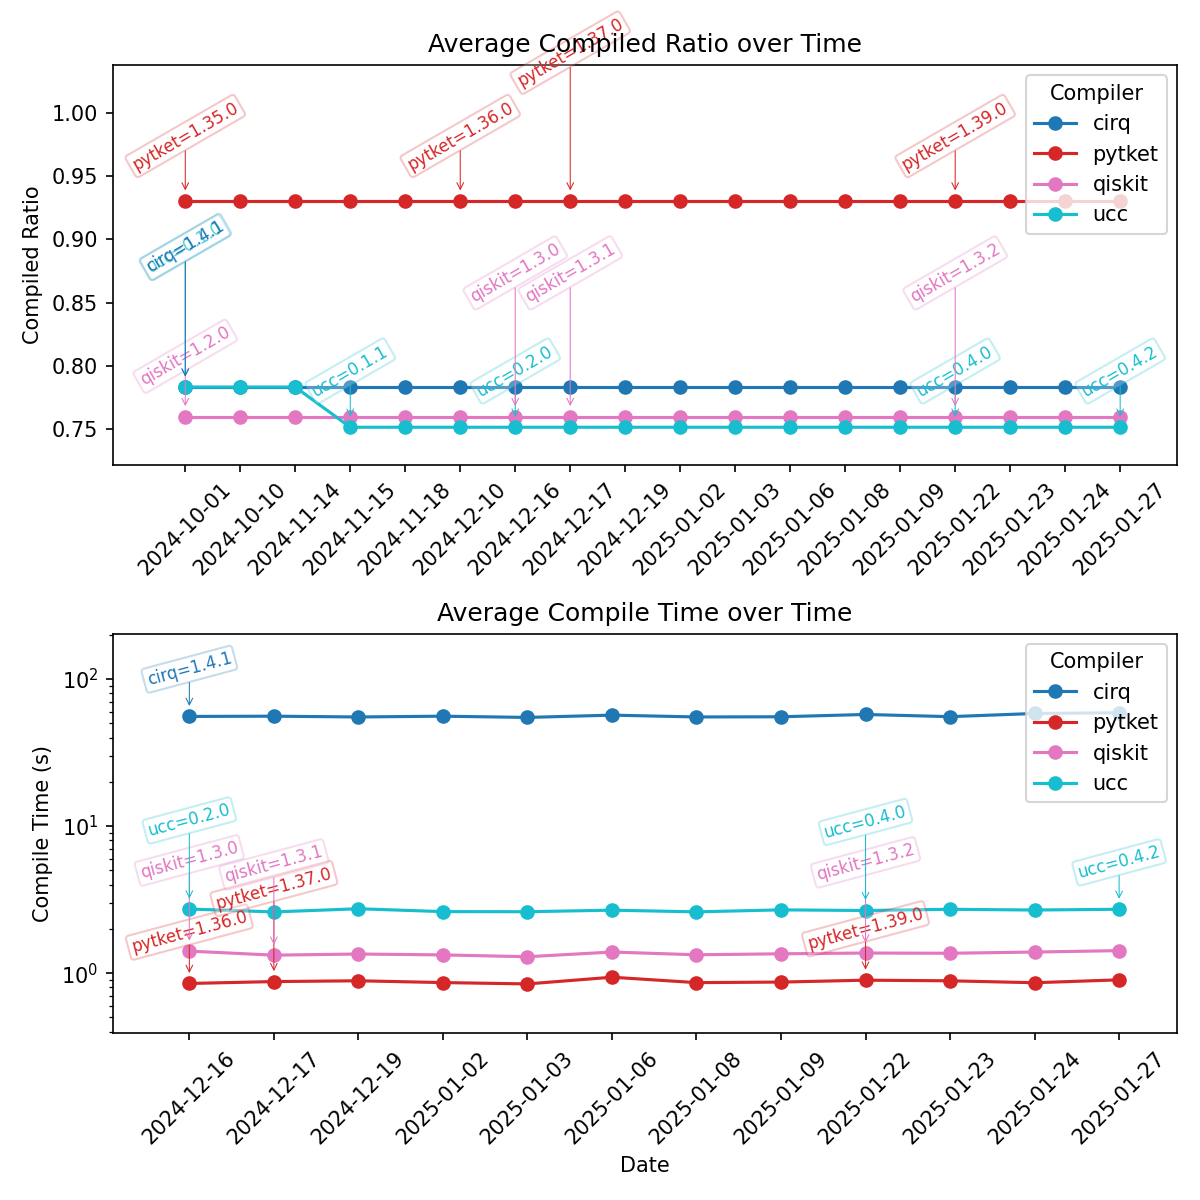 Average Compiled Ratio over Time
pytket=1.37.0
pytket=1.35.0
pytket=1.36.0
pytket=1.39.0
cirq=1.4.1
qiskit=1.3.0
qiskit=1.3.1
qiskit=1.3.2
qiskit=1.2.0
ucc=0.1.1
ucc=0.2.0
ucc=0.4.0
ucc=0.4.2
Compiler
cirq
pytket
qiskit
ucc
Compiled Ratio
1.00
0.95
0.90
0.85
0.80
0.75
2024-10-01
2024-10-10
2024-11-14
2024-11-15
2024-11-18
2024-12-10
2024-12-16
2024-12-17
2024-12-19
2025-01-02
2025-01-03
2025-01-06
2025-01-08
2025-01-09
2025-01-22
2025-01-23
2025-01-24
2025-01-27
Average Compile Time over Time
cirq=1.4.1
ucc=0.2.0
qiskit=1.3.0
qiskit=1.3.1
pytket=1.37.0
pytket=1.36.0
ucc=0.4.0
qiskit=1.3.2
pytket=1.39.0
ucc=0.4.2
Compiler
cirq
pytket
qiskit
ucc
Compile Time (s)
10²
10¹
10⁰
2024-12-16
2024-12-17
2024-12-19
2025-01-02
2025-01-03
2025-01-06
2025-01-08
2025-01-09
2025-01-22
2025-01-23
2025-01-24
2025-01-27
Date